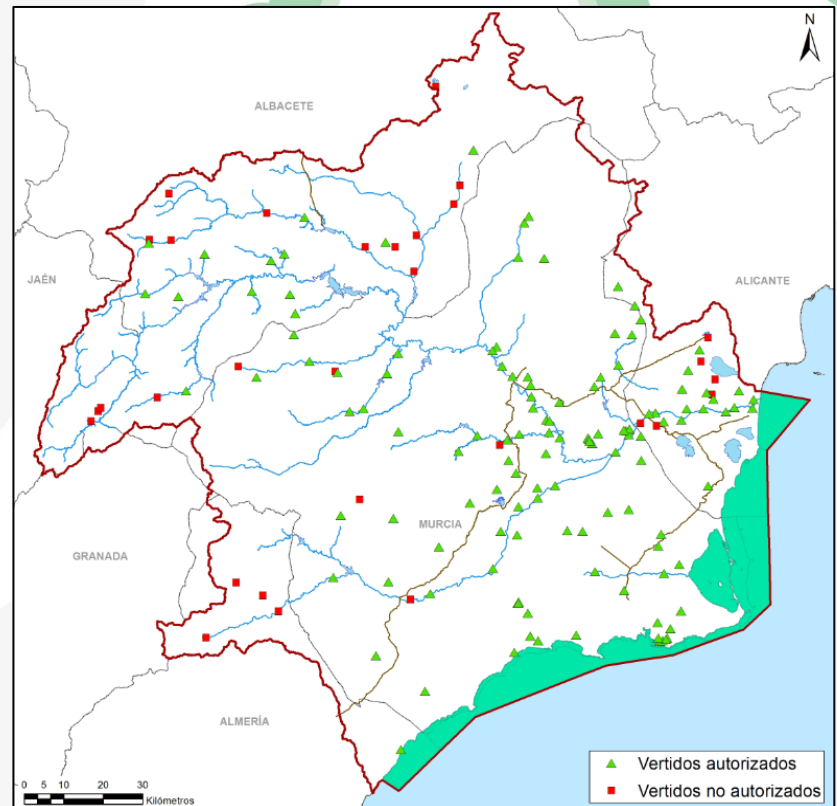 N
ALBACETE
JAÉN
ALICANTE
MURCIA
GRANADA
ALMERÍA
Vertidos autorizados
Vertidos no autorizados
0 5 10 20 30
Kilómetros